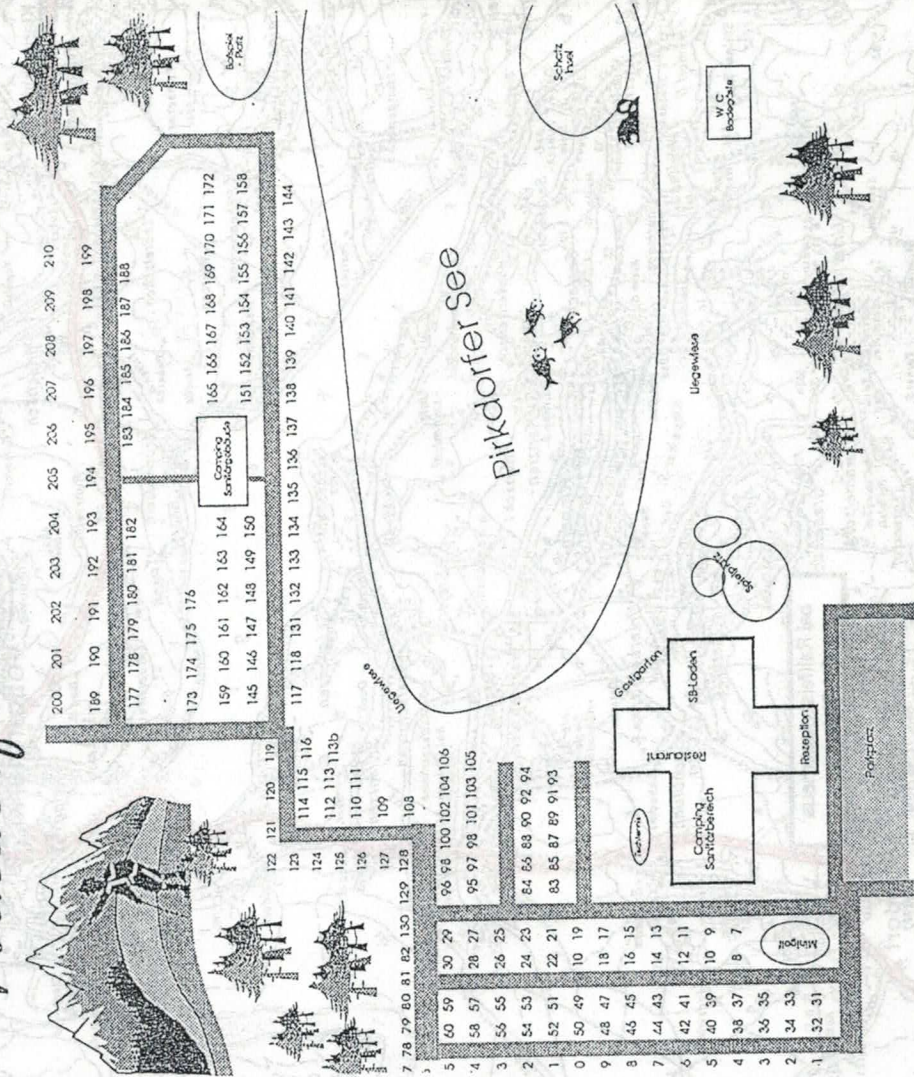 200 201 202 203 204 205 206 207 208 209 210
189 190 191 192 193 194 195 196 197 198 199
177 178 179 180 181 182 183 184 185 186 187 188
173 174 175 176
159 160 161 162 163 164
145 146 147 148 149 150
165 166 167 168 169 170 171 172
151 152 153 154 155 156 157 158
117 118 131 132 133 134 135 136 137 138 139 140 141 142 143 144
Camping
Sanitärgebäude
Platz
Schatz
Insel
W C
Badegäste
Pirkdorfer See
Liegewiese
Liegewiese
121 120 119
122
123
124
125
126
127
128
114 115 116
112 113 113b
110 111
109
108
78 79 80 81 82 130 129
96 98 100 102 104 106
95 97 98 101 103 105
84 86 88 90 92 94
83 85 87 89 91 93
60 59 30 29
58 57 28 27
56 55 26 25
54 53 24 23
52 51 22 21
50 49 10 19
48 47 18 17
46 45 16 15
44 43 14 13
42 41 12 11
40 39 10 9
38 37 8 7
36 35
34 33
32 31
Minigolf
Tischtennis
Camping
Sanitärbereich
Restaurant
SB-Laden
Rezeption
Gastgarten
Spielplatz
Parkplatz